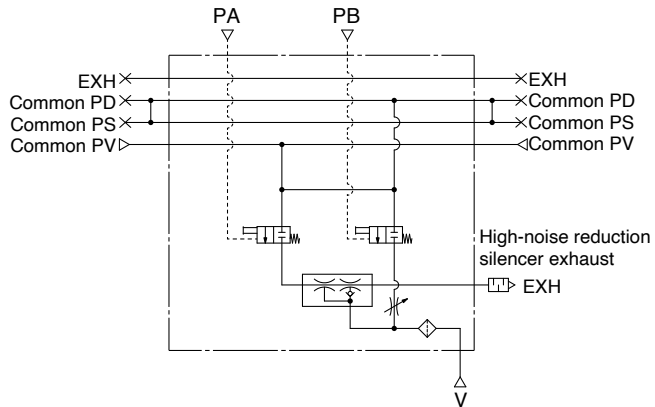 PA PB
EXH EXH
Common PD Common PD
Common PS Common PS
Common PV Common PV
High-noise reduction
silencer exhaust
EXH
V